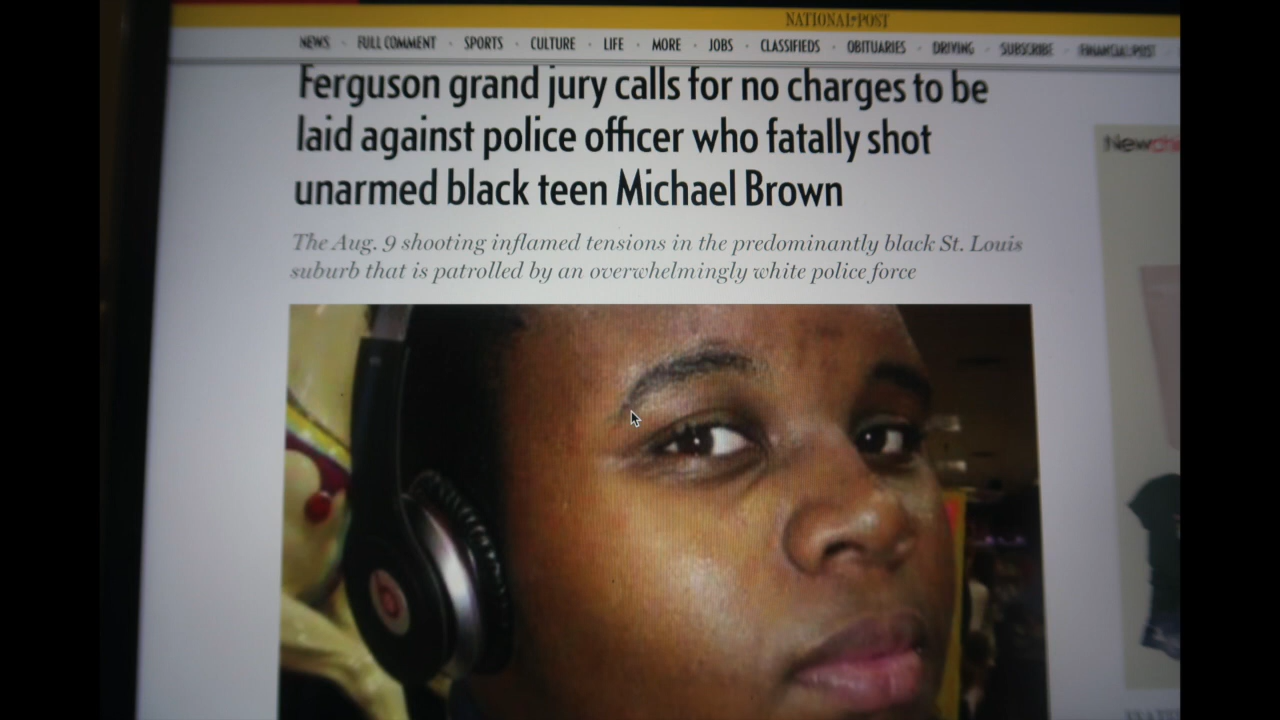 NATIONAL POST
NEWS FULL COMMENT SPORTS CULTURE LIFE MORE JOBS CLASSIFIEDS OBITUARIES DRIVING SUBSCRIBE FINANCIAL POST
Ferguson grand jury calls for no charges to be
laid against police officer who fatally shot
unarmed black teen Michael Brown
The Aug. 9 shooting inflamed tensions in the predominantly black St. Louis
suburb that is patrolled by an overwhelmingly white police force